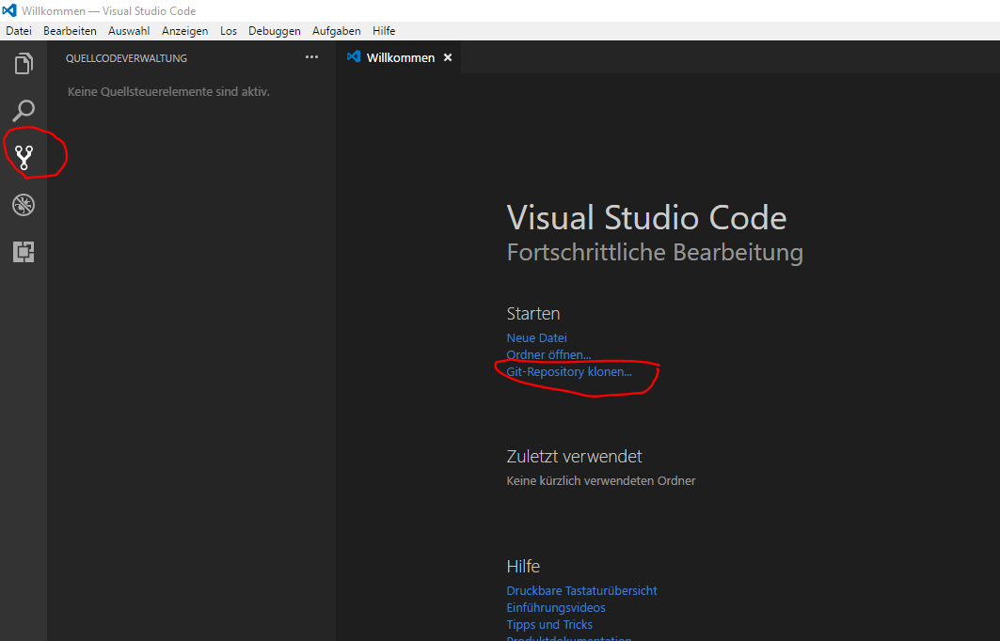 Willkommen — Visual Studio Code
Datei Bearbeiten Auswahl Anzeigen Los Debuggen Aufgaben Hilfe
QUELLCODEVERWALTUNG ...
Keine Quellsteuerelemente sind aktiv.
Willkommen
Visual Studio Code
Fortschrittliche Bearbeitung
Starten
Neue Datei
Ordner öffnen...
Git-Repository klonen...
Zuletzt verwendet
Keine kürzlich verwendeten Ordner
Hilfe
Druckbare Tastaturübersicht
Einführungsvideos
Tipps und Tricks
Produktdokumentation